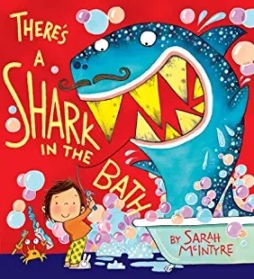 THERE'S
A
SHARK
IN THE
BATH
BY SARAH
MCINTYRE